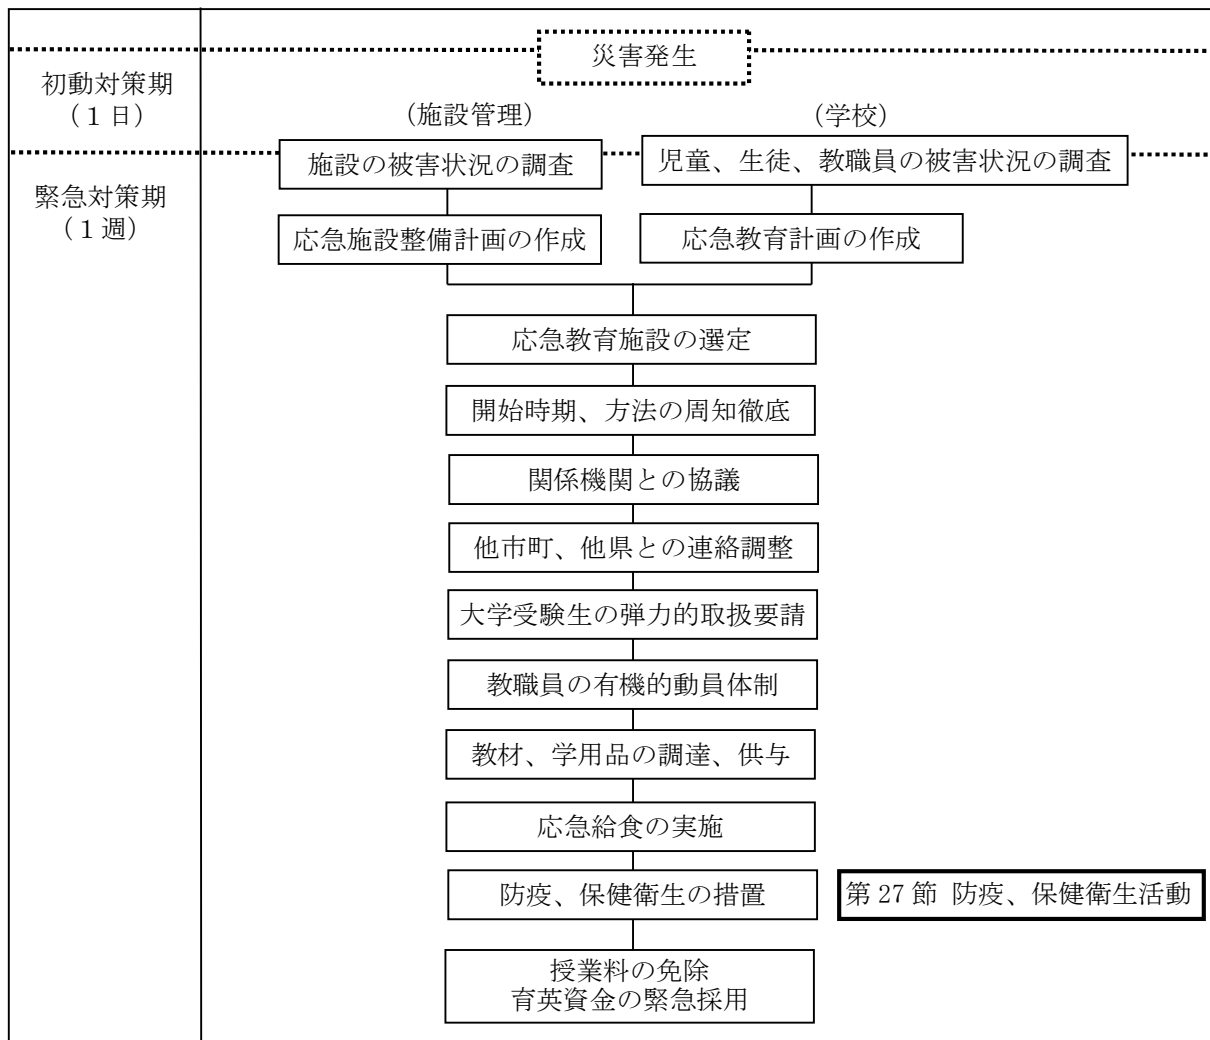 災害発生
初動対策期
(1日)
(施設管理)
(学校)
施設の被害状況の調査
児童、生徒、教職員の被害状況の調査
緊急対策期
(1週)
応急施設整備計画の作成
応急教育計画の作成
応急教育施設の選定
開始時期、方法の周知徹底
関係機関との協議
他市町、他県との連絡調整
大学受験生の弾力的取扱要請
教職員の有機的動員体制
教材、学用品の調達、供与
応急給食の実施
防疫、保健衛生の措置
第27節 防疫、保健衛生活動
授業料の免除
育英資金の緊急採用